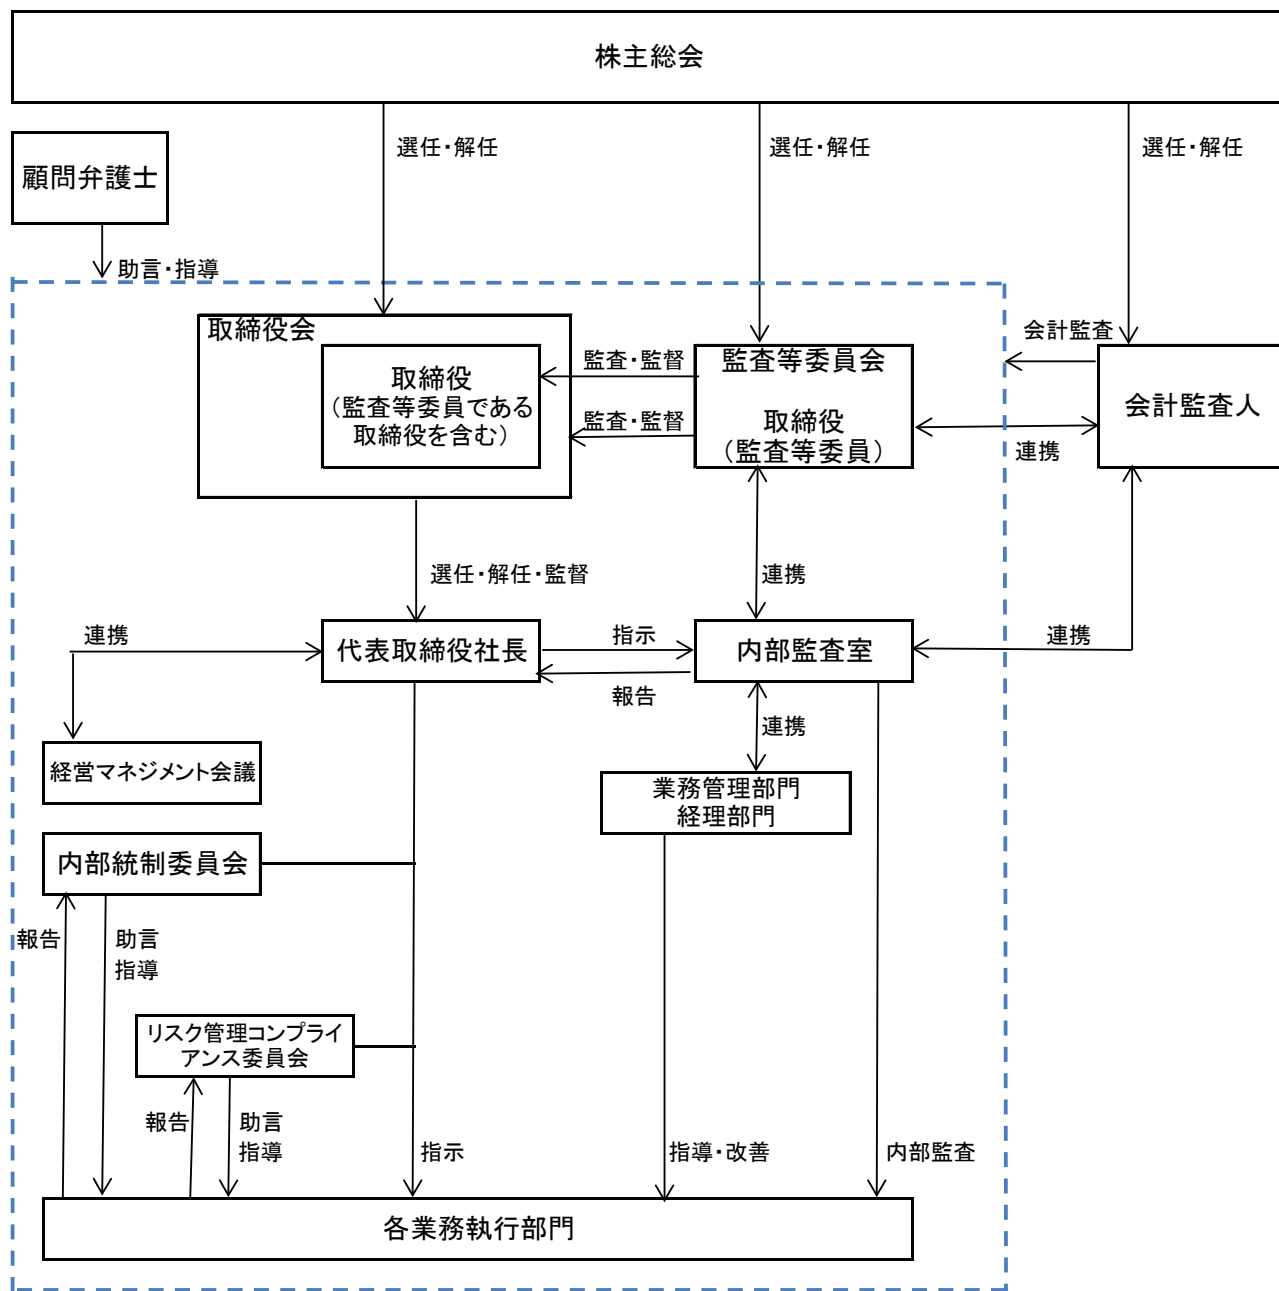 株主総会
選任・解任
選任・解任
選任・解任
顧問弁護士
助言・指導
取締役会
取締役
（監査等委員である
取締役を含む）
監査・監督
監査・監督
監査等委員会
取締役
（監査等委員）
会計監査
会計監査人
連携
選任・解任・監督
連携
連携
代表取締役社長
指示
報告
内部監査室
連携
連携
経営マネジメント会議
業務管理部門
経理部門
内部統制委員会
報告
助言
指導
リスク管理コンプライ
アンス委員会
報告
助言
指導
指示
指導・改善
内部監査
各業務執行部門